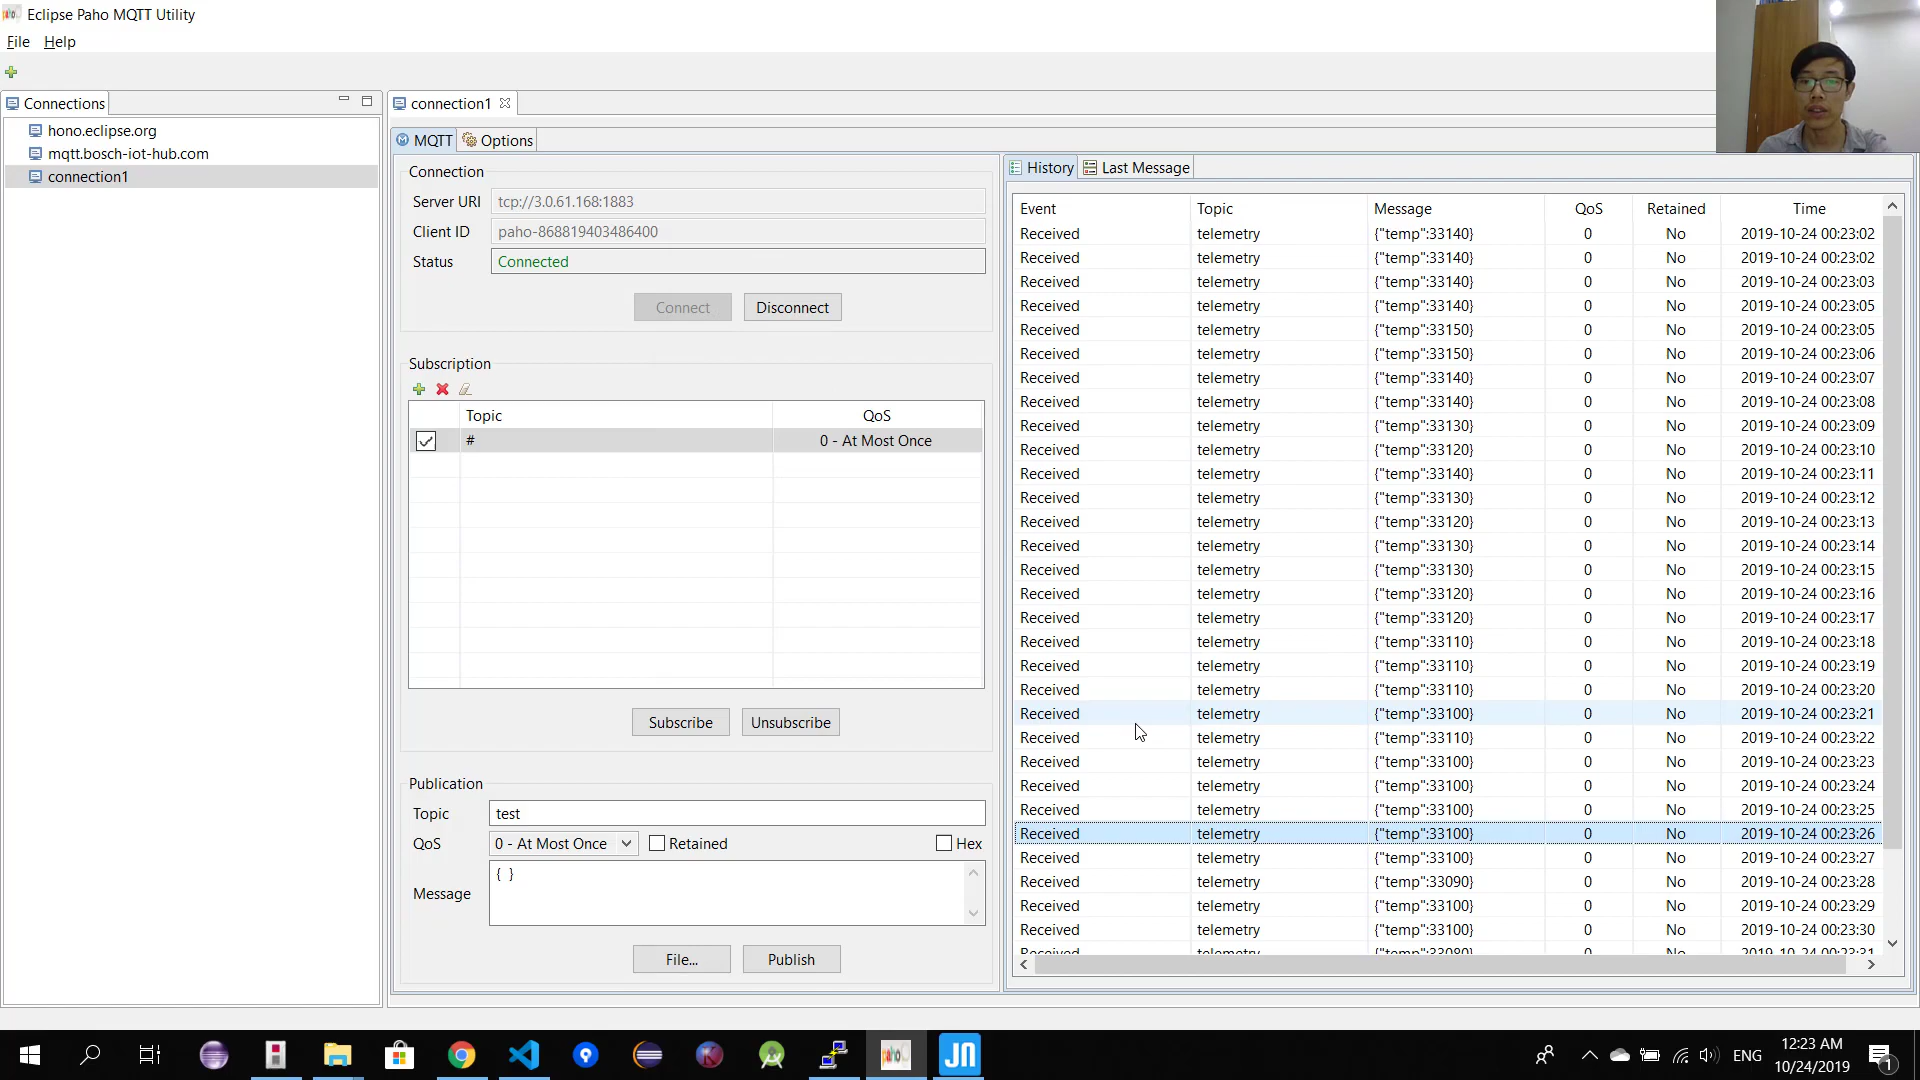 Eclipse Paho MQTT Utility
File Help
Connections
hono.eclipse.org
mqtt.bosch-iot-hub.com
connection1
connection1
MQTT Options
Connection
Server URI tcp://3.0.61.168:1883
Client ID paho-868819403486400
Status Connected
Connect Disconnect
Subscription
Topic QoS
# 0 - At Most Once
Subscribe Unsubscribe
Publication
Topic test
QoS 0 - At Most Once Retained Hex
Message { }
File... Publish
History Last Message
Event Topic Message QoS Retained Time
Received telemetry {"temp":33140} 0 No 2019-10-24 00:23:02
Received telemetry {"temp":33140} 0 No 2019-10-24 00:23:02
Received telemetry {"temp":33140} 0 No 2019-10-24 00:23:03
Received telemetry {"temp":33140} 0 No 2019-10-24 00:23:05
Received telemetry {"temp":33150} 0 No 2019-10-24 00:23:05
Received telemetry {"temp":33150} 0 No 2019-10-24 00:23:06
Received telemetry {"temp":33140} 0 No 2019-10-24 00:23:07
Received telemetry {"temp":33140} 0 No 2019-10-24 00:23:08
Received telemetry {"temp":33130} 0 No 2019-10-24 00:23:09
Received telemetry {"temp":33120} 0 No 2019-10-24 00:23:10
Received telemetry {"temp":33140} 0 No 2019-10-24 00:23:11
Received telemetry {"temp":33130} 0 No 2019-10-24 00:23:12
Received telemetry {"temp":33120} 0 No 2019-10-24 00:23:13
Received telemetry {"temp":33130} 0 No 2019-10-24 00:23:14
Received telemetry {"temp":33130} 0 No 2019-10-24 00:23:15
Received telemetry {"temp":33120} 0 No 2019-10-24 00:23:16
Received telemetry {"temp":33120} 0 No 2019-10-24 00:23:17
Received telemetry {"temp":33110} 0 No 2019-10-24 00:23:18
Received telemetry {"temp":33110} 0 No 2019-10-24 00:23:19
Received telemetry {"temp":33110} 0 No 2019-10-24 00:23:20
Received telemetry {"temp":33100} 0 No 2019-10-24 00:23:21
Received telemetry {"temp":33110} 0 No 2019-10-24 00:23:22
Received telemetry {"temp":33100} 0 No 2019-10-24 00:23:23
Received telemetry {"temp":33100} 0 No 2019-10-24 00:23:24
Received telemetry {"temp":33100} 0 No 2019-10-24 00:23:25
Received telemetry {"temp":33100} 0 No 2019-10-24 00:23:26
Received telemetry {"temp":33100} 0 No 2019-10-24 00:23:27
Received telemetry {"temp":33090} 0 No 2019-10-24 00:23:28
Received telemetry {"temp":33100} 0 No 2019-10-24 00:23:29
Received telemetry {"temp":33100} 0 No 2019-10-24 00:23:30
Received telemetry {"temp":33080} 0 No 2019-10-24 00:23:31
paho JN
ENG
12:23 AM
10/24/2019
1